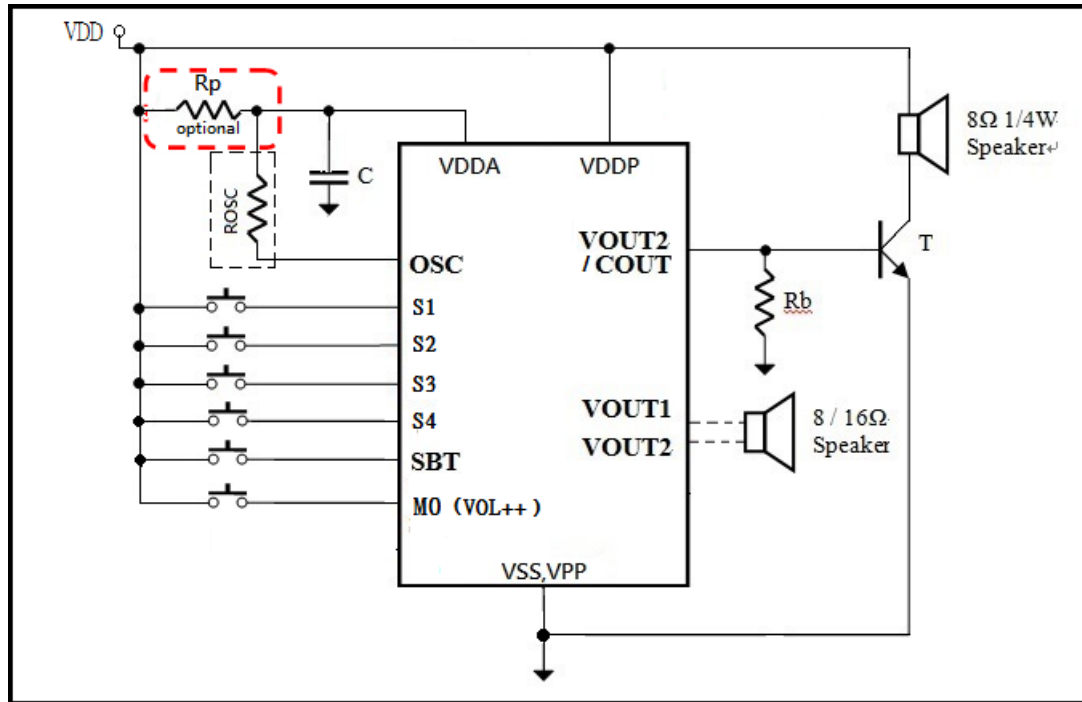 VDD
Rp
optional
ROSC
C
VDDA
VDDP
8Ω 1/4W
Speaker↵
OSC
VOUT2
/ COUT
T
S1
Rb
S2
S3
S4
VOUT1
VOUT2
8 / 16Ω
Speaker
SBT
M0 (VOL++)
VSS,VPP